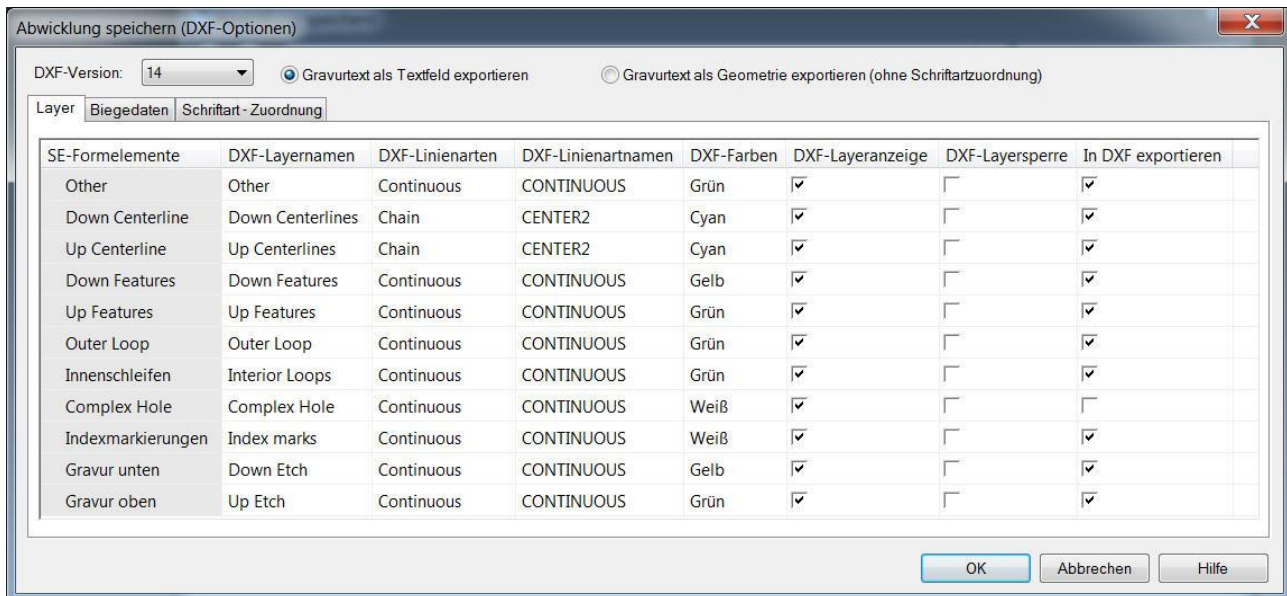 Abwicklung speichern (DXF-Optionen)
DXF-Version: 14 Gravurtext als Textfeld exportieren Gravurtext als Geometrie exportieren (ohne Schriftartzuordnung)
Layer Biegedaten Schriftart - Zuordnung
SE-Formelemente DXF-Layernamen DXF-Linienarten DXF-Linienartnamen DXF-Farben DXF-Layeranzeige DXF-Layersperre In DXF exportieren
Other Other Continuous CONTINUOUS Grün
Down Centerline Down Centerlines Chain CENTER2 Cyan
Up Centerline Up Centerlines Chain CENTER2 Cyan
Down Features Down Features Continuous CONTINUOUS Gelb
Up Features Up Features Continuous CONTINUOUS Grün
Outer Loop Outer Loop Continuous CONTINUOUS Grün
Innenschleifen Interior Loops Continuous CONTINUOUS Grün
Complex Hole Complex Hole Continuous CONTINUOUS Weiß
Indexmarkierungen Index marks Continuous CONTINUOUS Weiß
Gravur unten Down Etch Continuous CONTINUOUS Gelb
Gravur oben Up Etch Continuous CONTINUOUS Grün
OK Abbrechen Hilfe